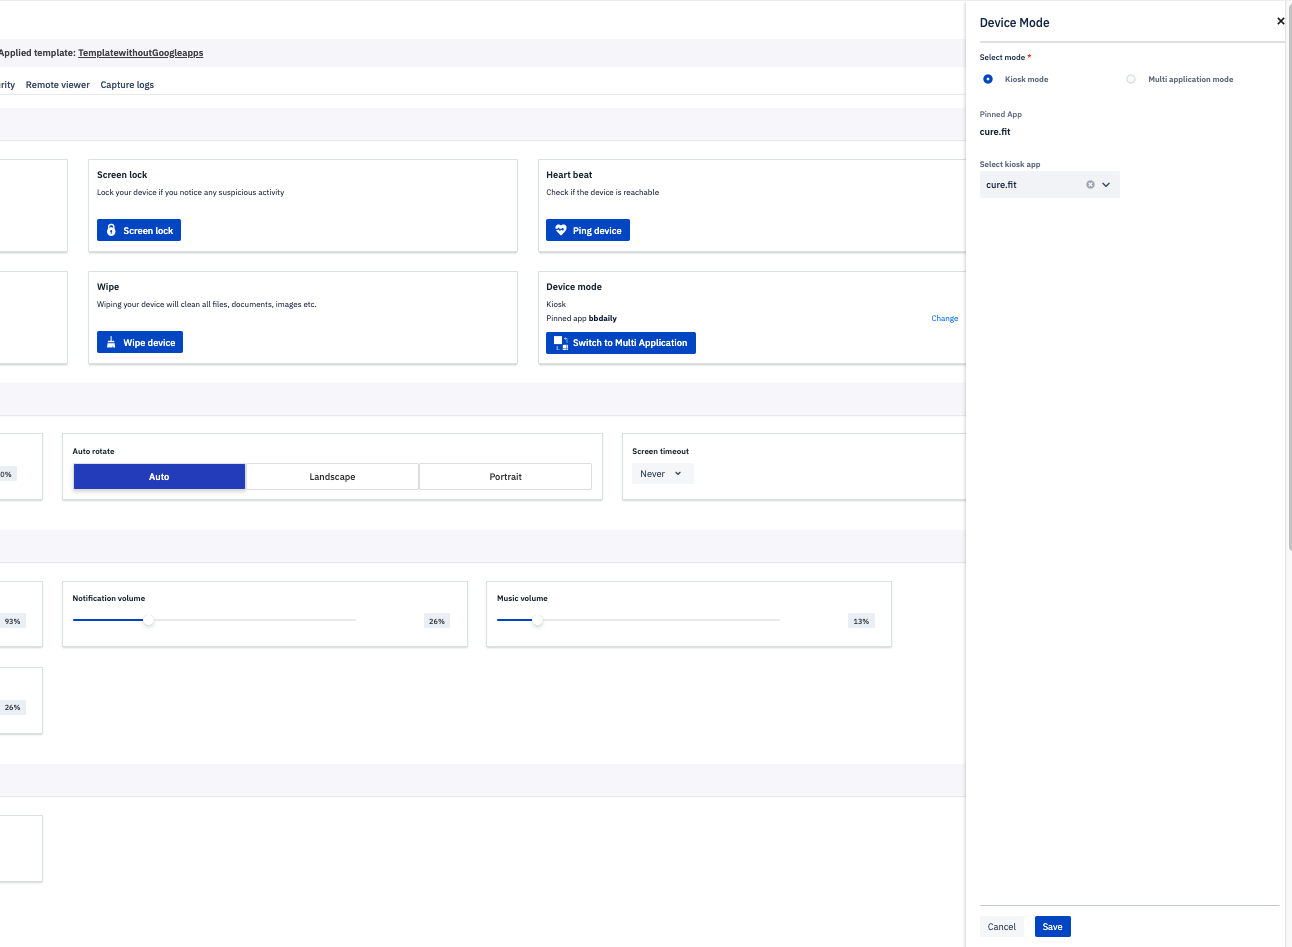 Applied template: TemplatewithoutGoogleapps
rity Remote viewer Capture logs
Screen lock
Lock your device if you notice any suspicious activity
Screen lock
Heart beat
Check if the device is reachable
Ping device
Wipe
Wiping your device will clean all files, documents, images etc.
Wipe device
Device mode
Kiosk
Pinned app bbdaily
Change
Switch to Multi Application
0%
Auto rotate
Auto Landscape Portrait
Screen timeout
Never
93%
Notification volume
26%
Music volume
13%
26%
Device Mode
Select mode *
Kiosk mode Multi application mode
Pinned App
cure.fit
Select kiosk app
cure.fit
Cancel Save